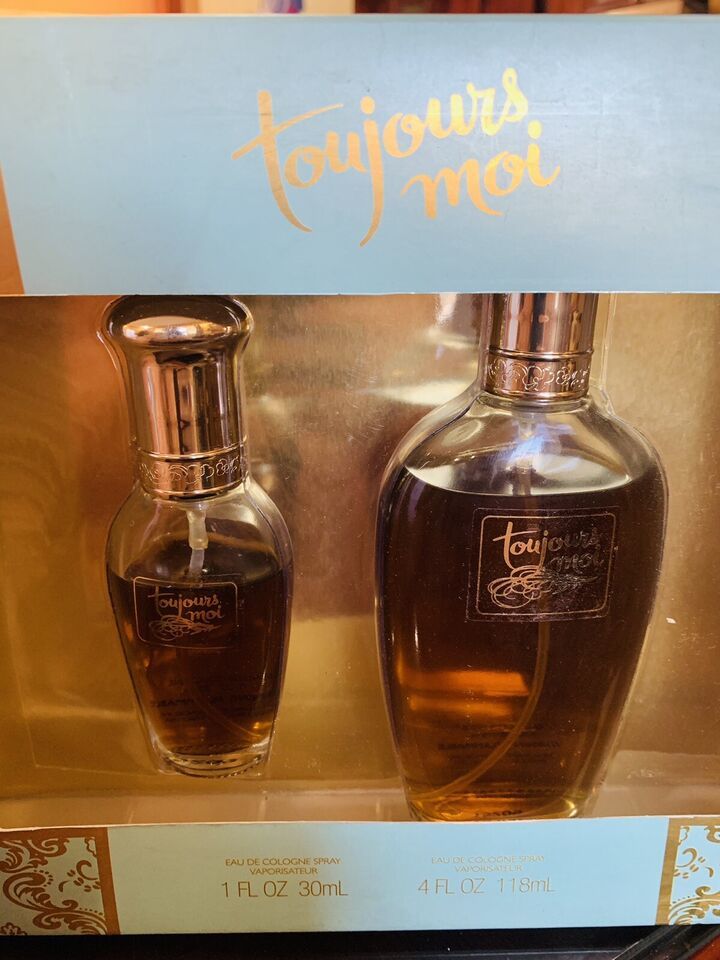 toujours
moi
toujours
moi
toujours
moi
EAU DE COLOGNE SPRAY
VAPORISATEUR
1 FL OZ 30mL
EAU DE COLOGNE SPRAY
VAPORISATEUR
4 FL OZ 118mL